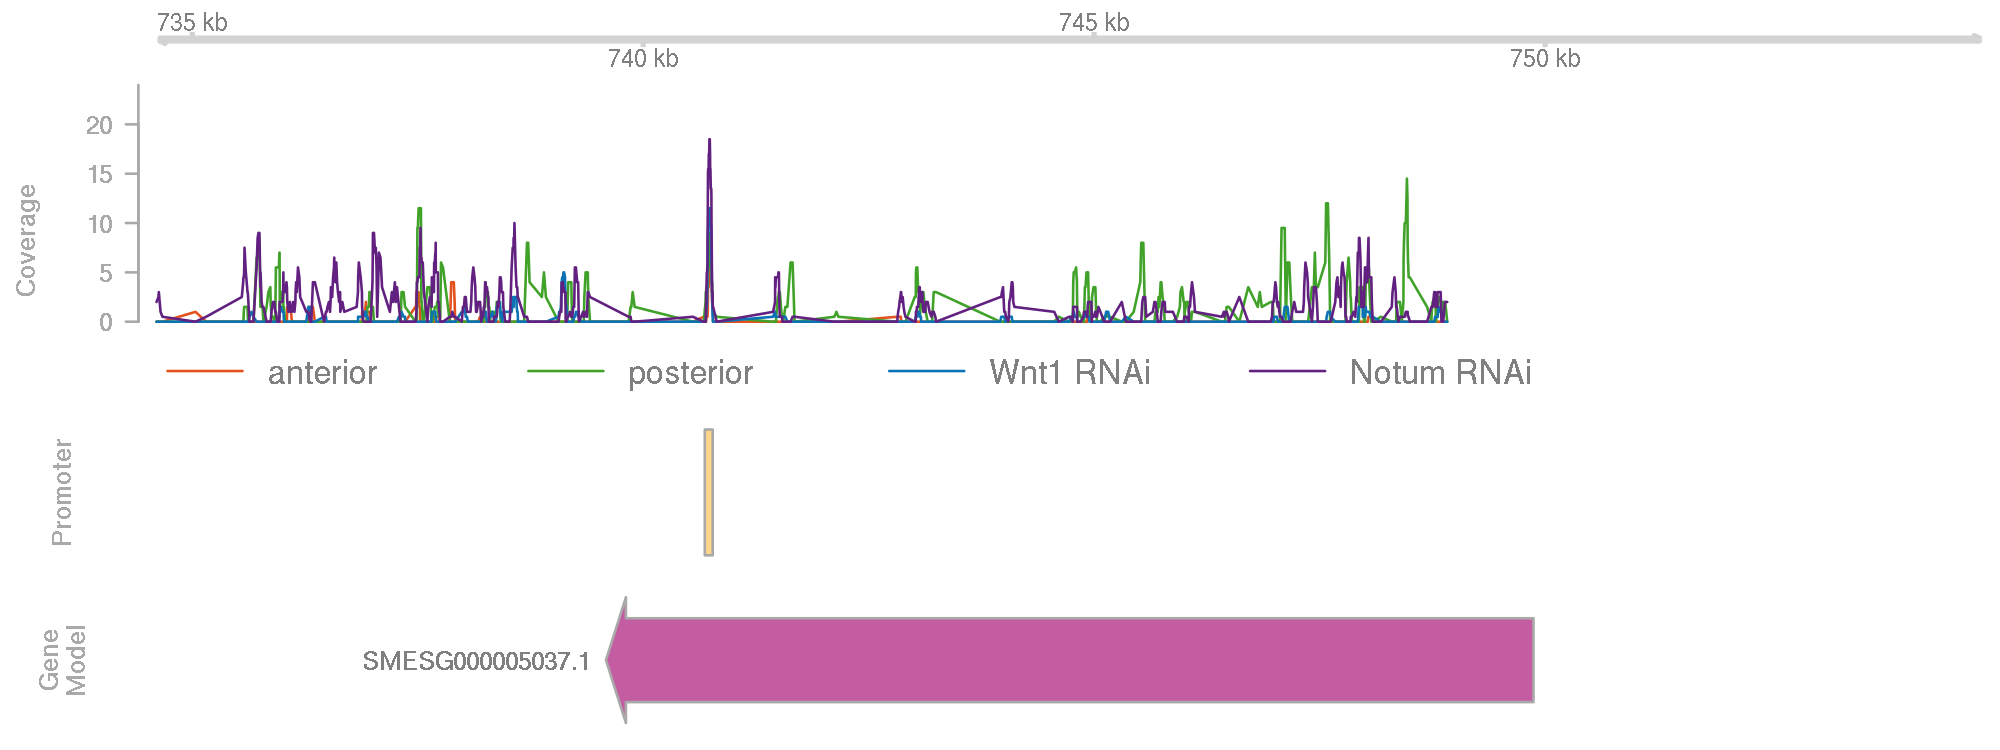 735 kb
745 kb
740 kb
750 kb
Coverage
20
15
10
5
0
anterior
posterior
Wnt1 RNAi
Notum RNAi
Promoter
Gene
Model
SMESG000005037.1